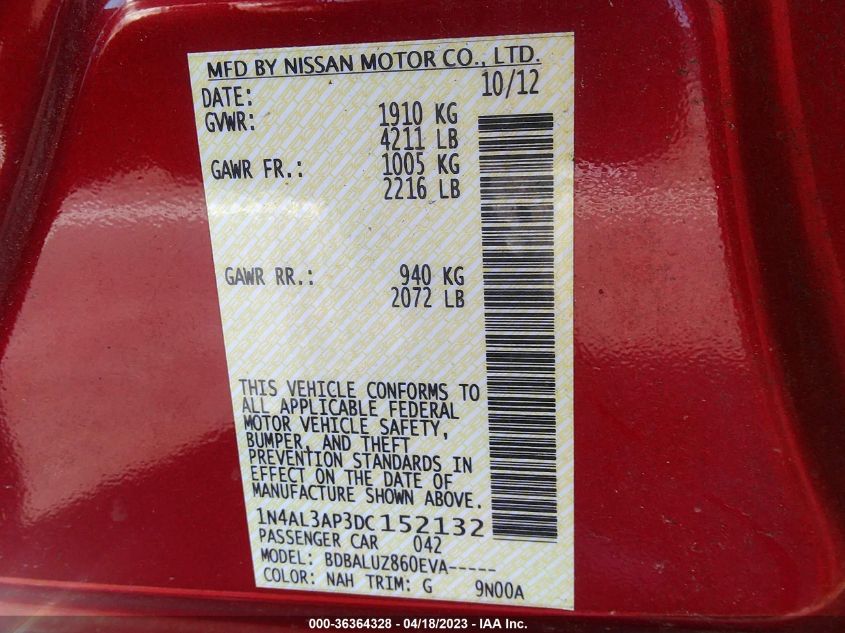 MFD BY NISSAN MOTOR CO., LTD.
DATE: 10/12
GVWR: 1910 KG
4211 LB
GAWR FR.: 1005 KG
2216 LB
GAWR RR.: 940 KG
2072 LB
THIS VEHICLE CONFORMS TO
ALL APPLICABLE FEDERAL
MOTOR VEHICLE SAFETY,
BUMPER, AND THEFT
PREVENTION STANDARDS IN
EFFECT ON THE DATE OF
MANUFACTURE SHOWN ABOVE.
1N4AL3AP3DC152132
PASSENGER CAR 042
MODEL: BDBALUZ860EVA-----
COLOR: NAH TRIM: G 9N00A
000-36364328 - 04/18/2023 - IAA Inc.